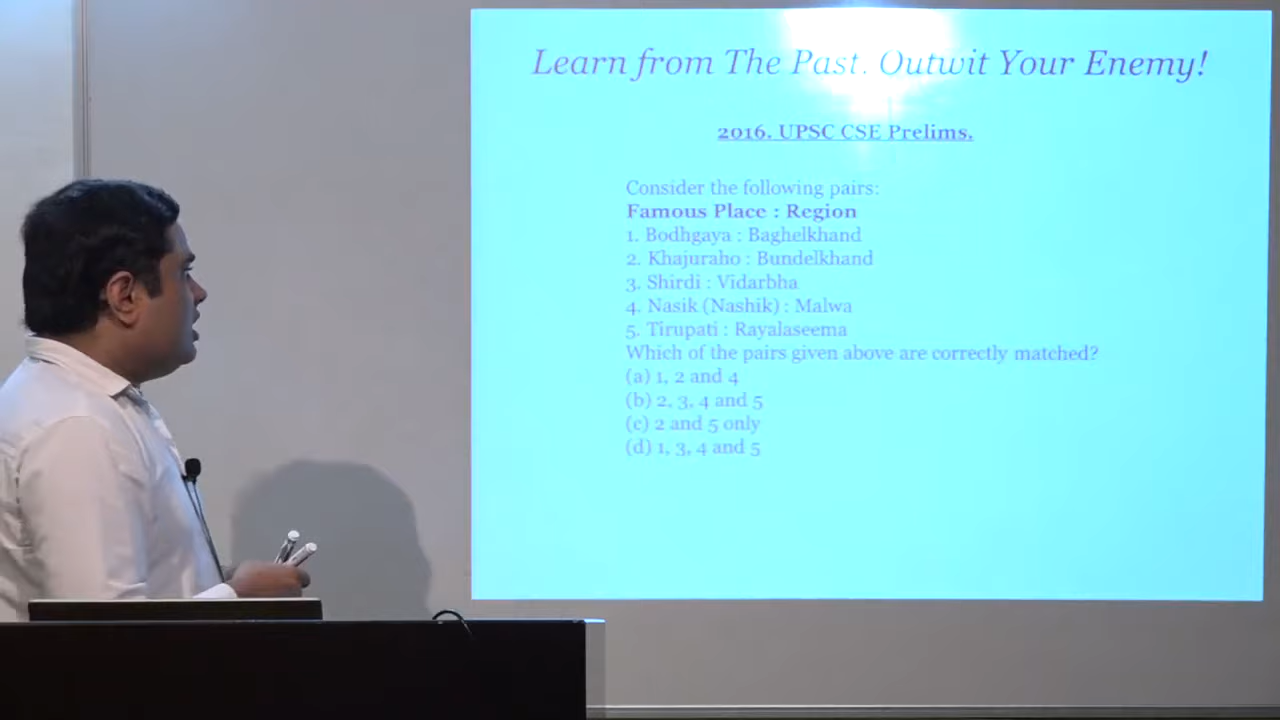 Learn from The Past. Outwit Your Enemy!
2016. UPSC CSE Prelims.
Consider the following pairs:
Famous Place : Region
1. Bodhgaya : Baghelkhand
2. Khajuraho : Bundelkhand
3. Shirdi : Vidarbha
4. Nasik (Nashik) : Malwa
5. Tirupati : Rayalaseema
Which of the pairs given above are correctly matched?
(a) 1, 2 and 4
(b) 2, 3, 4 and 5
(c) 2 and 5 only
(d) 1, 3, 4 and 5